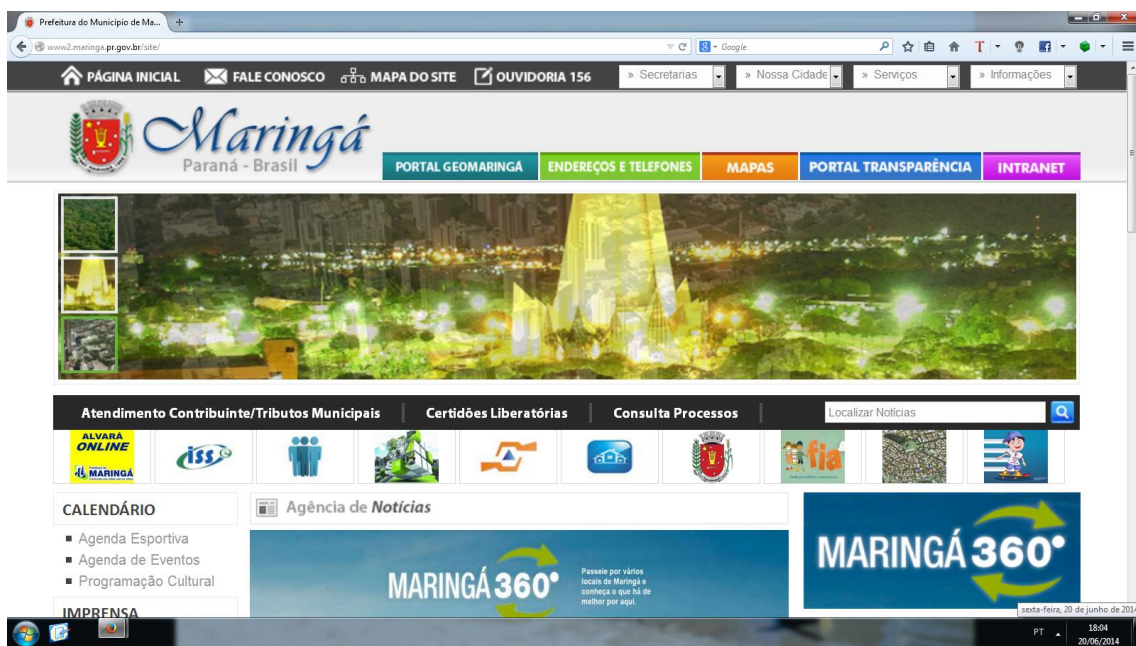 Prefeitura do Município de Ma...
www2.maringa.pr.gov.br/site/
Google
PÁGINA INICIAL
FALE CONOSCO
MAPA DO SITE
OUVIDORIA 156
» Secretarias
» Nossa Cidade
» Serviços
» Informações
Maringá
Paraná - Brasil
PORTAL GEOMARINGÁ
ENDEREÇOS E TELEFONES
MAPAS
PORTAL TRANSPARÊNCIA
INTRANET
Atendimento Contribuinte/Tributos Municipais
Certidões Liberatórias
Consulta Processos
Localizar Notícias
ALVARÁ
ONLINE
MARINGÁ
iss
fia
CALENDÁRIO
Agência de Notícias
Agenda Esportiva
Agenda de Eventos
Programação Cultural
IMPRENSA
MARINGÁ 360°
Passeie por vários
locais de Maringá e
conheça o que há de
melhor por aqui.
MARINGÁ 360°
sexta-feira, 20 de junho de 2014
PT
18:04
20/06/2014